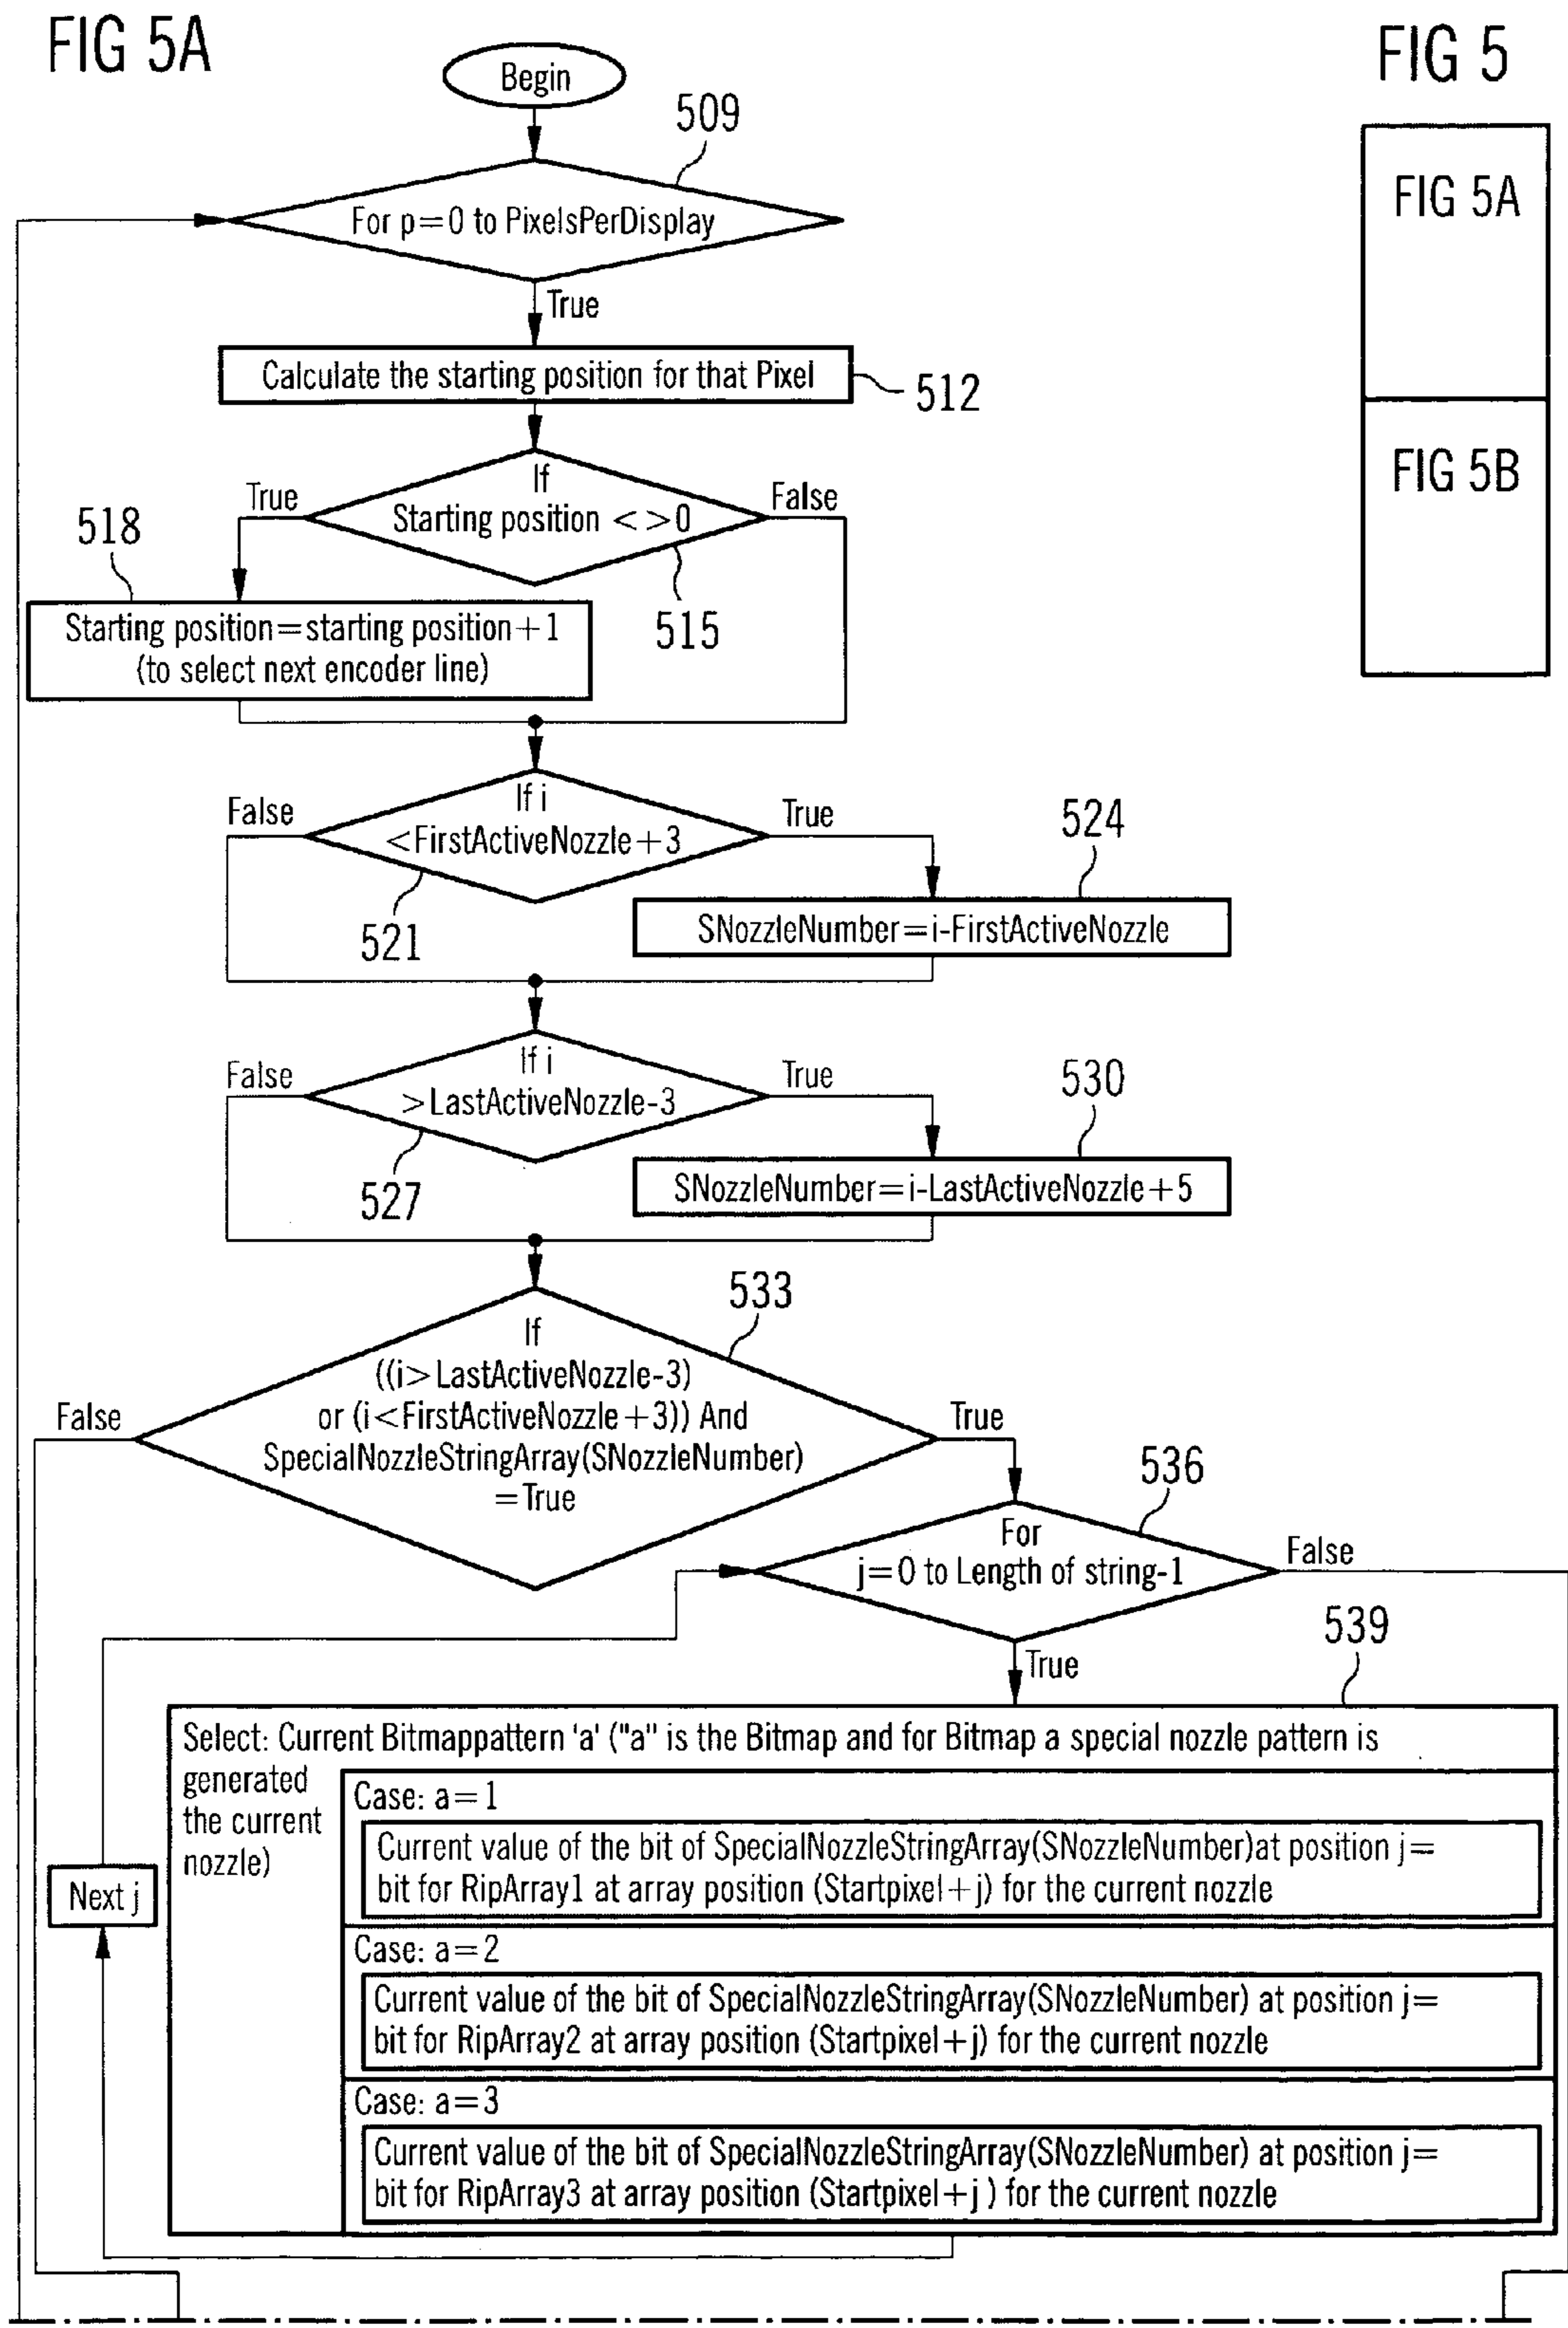 FIG 5A
FIG 5
FIG 5A
FIG 5B
Begin
509
For p=0 to PixelsPerDisplay
True
Calculate the starting position for that Pixel
512
If
Starting position <>0
True
False
518
515
Starting position=starting position+1
(to select next encoder line)
If i
<FirstActiveNozzle+3
False
True
524
521
SNozzleNumber=i-FirstActiveNozzle
If i
>LastActiveNozzle-3
False
True
530
527
SNozzleNumber=i-LastActiveNozzle+5
533
If
((i>LastActiveNozzle-3)
or (i<FirstActiveNozzle+3)) And
SpecialNozzleStringArray(SNozzleNumber)
=True
False
True
536
For
j=0 to Length of string-1
False
539
True
Select: Current Bitmappattern 'a' ("a" is the Bitmap and for Bitmap a special nozzle pattern is
generated
the current
nozzle)
Case: a=1
Current value of the bit of SpecialNozzleStringArray(SNozzleNumber)at position j=
bit for RipArray1 at array position (Startpixel+j) for the current nozzle
Next j
Case: a=2
Current value of the bit of SpecialNozzleStringArray(SNozzleNumber) at position j=
bit for RipArray2 at array position (Startpixel+j) for the current nozzle
Case: a=3
Current value of the bit of SpecialNozzleStringArray(SNozzleNumber) at position j=
bit for RipArray3 at array position (Startpixel+j ) for the current nozzle